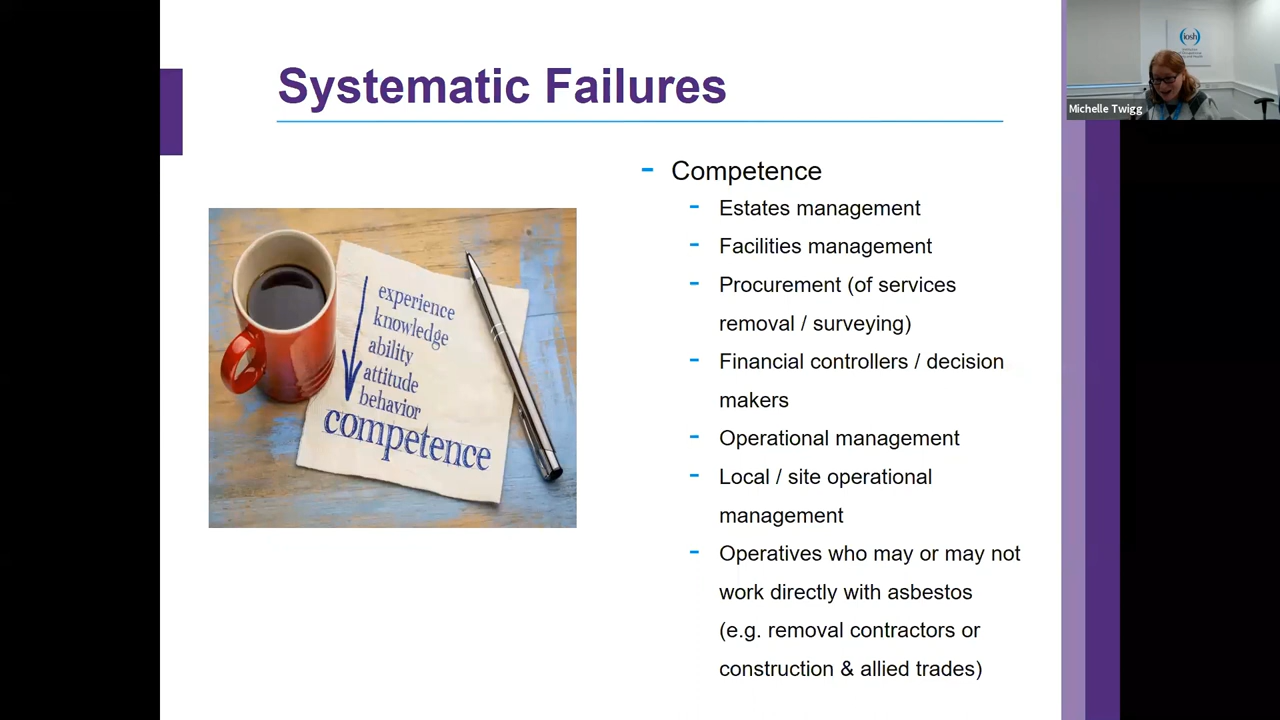 Systematic Failures
iosh
Michelle Twigg
- Competence
- Estates management
- Facilities management
- Procurement (of services
removal / surveying)
- Financial controllers / decision
makers
- Operational management
- Local / site operational
management
- Operatives who may or may not
work directly with asbestos
(e.g. removal contractors or
construction & allied trades)
experience
knowledge
ability
attitude
behavior
competence